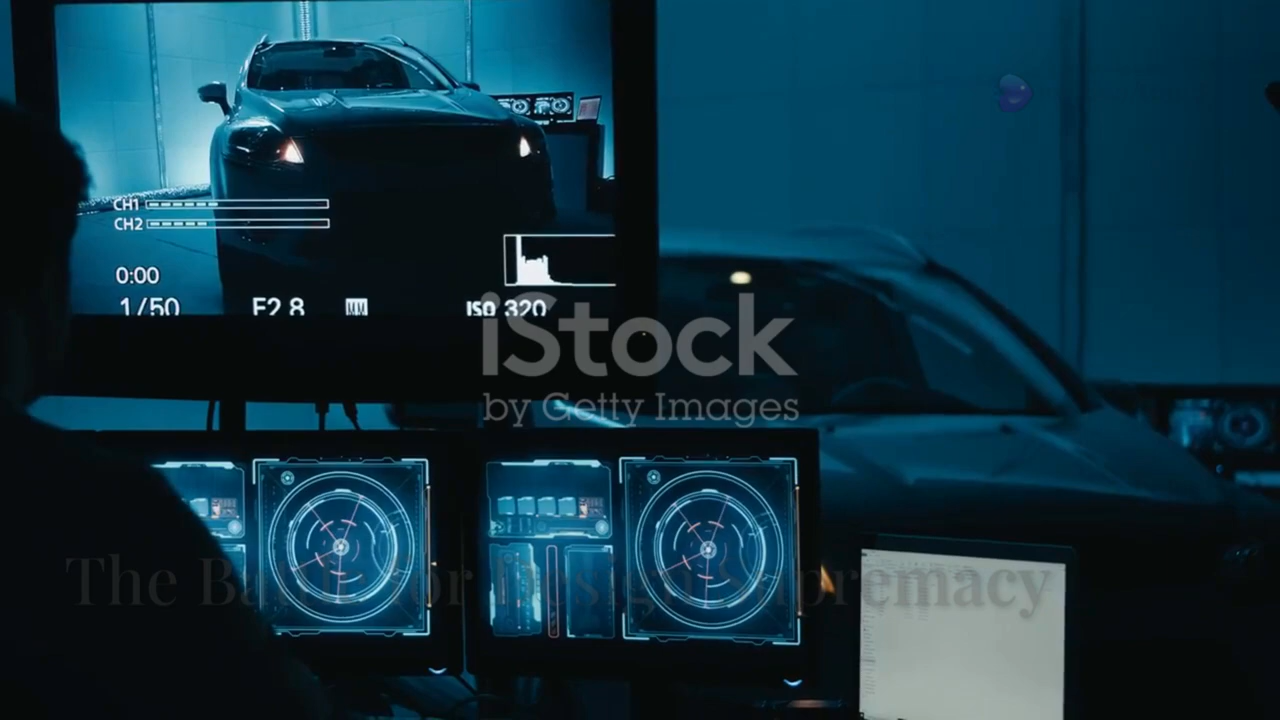 CH1
CH2
0:00
1/50 F2.8 ISO 320
iStock
by Getty Images
The Battle for Design Supremacy